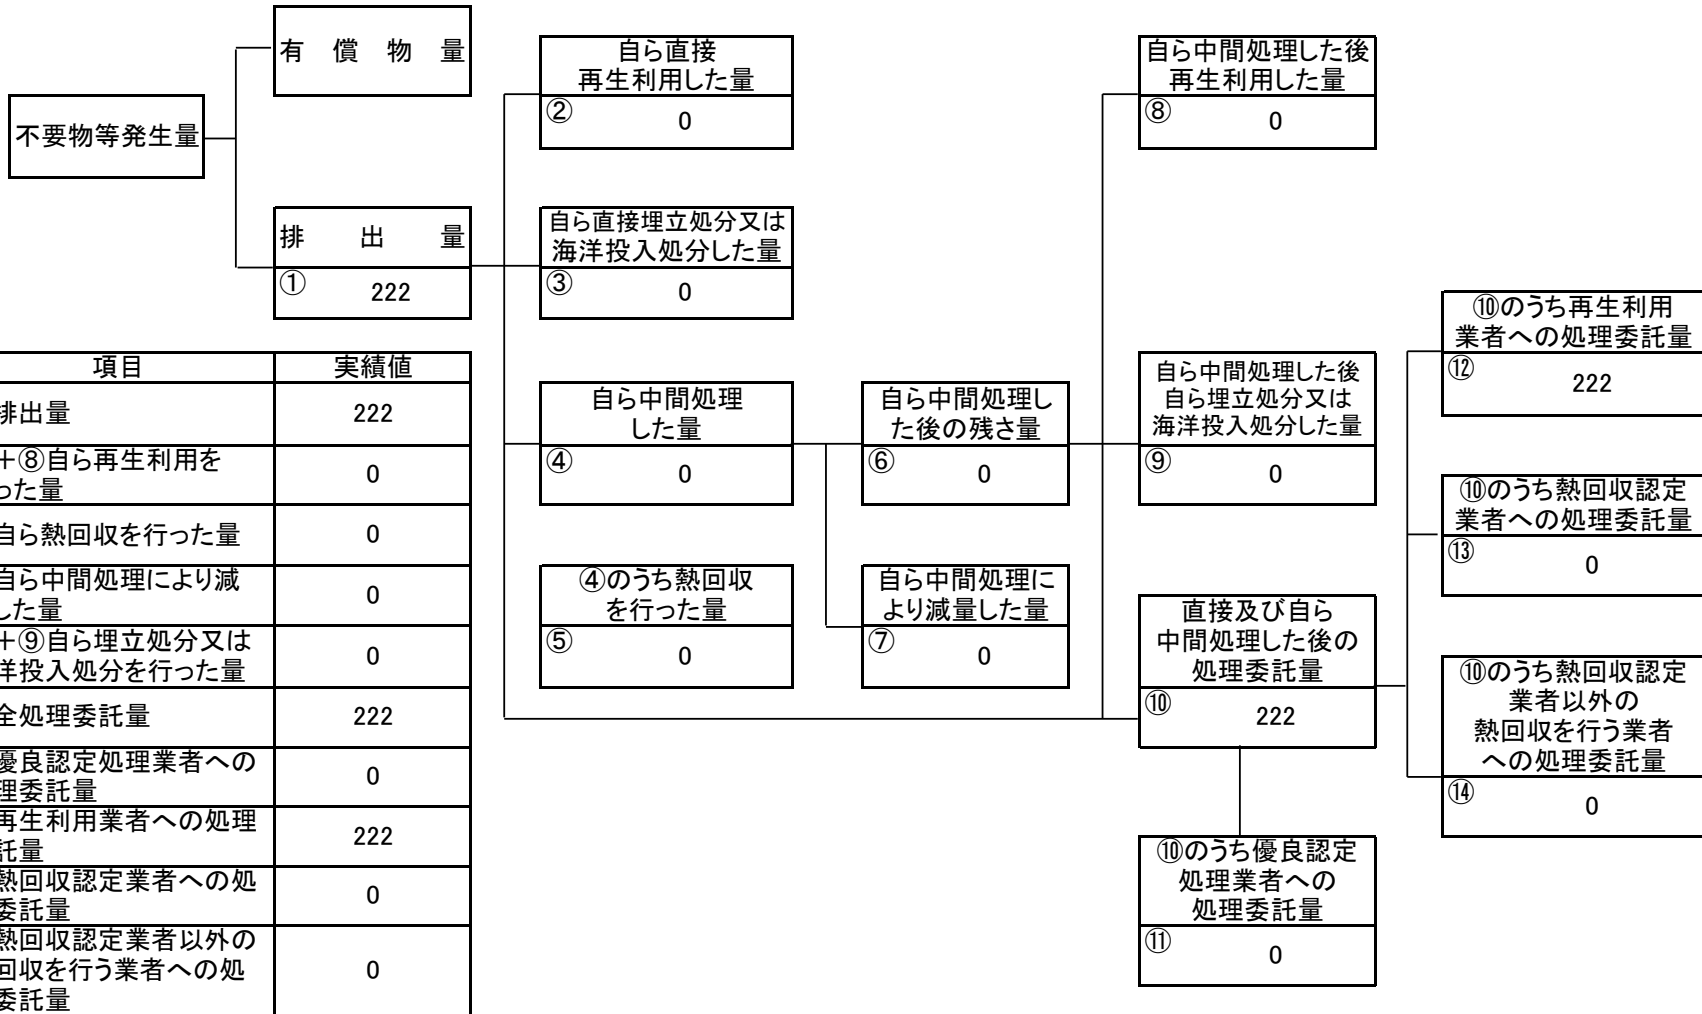 有　償　物　量
不要物等発生量
排　出　量
①
222
自ら直接
再生利用した量
②
0
自ら直接埋立処分又は
海洋投入処分した量
③
0
自ら中間処理
した量
④
0
④のうち熱回収
を行った量
⑤
0
自ら中間処理し
た後の残さ量
⑥
0
自ら中間処理に
より減量した量
⑦
0
自ら中間処理した後
再生利用した量
⑧
0
自ら中間処理した後
自ら埋立処分又は
海洋投入処分した量
⑨
0
直接及び自ら
中間処理した後の
処理委託量
⑩
222
⑩のうち優良認定
処理業者への
処理委託量
⑪
0
⑩のうち再生利用
業者への処理委託量
⑫
222
⑩のうち熱回収認定
業者への処理委託量
⑬
0
⑩のうち熱回収認定
業者以外の
熱回収を行う業者
への処理委託量
⑭
0
項目 実績値
排出量 222
＋⑧自ら再生利用を
った量 0
自ら熱回収を行った量 0
自ら中間処理により減
した量 0
＋⑨自ら埋立処分又は
洋投入処分を行った量 0
全処理委託量 222
優良認定処理業者への
理委託量 0
再生利用業者への処理
託量 222
熱回収認定業者への処
委託量 0
熱回収認定業者以外の
回収を行う業者への処
委託量 0